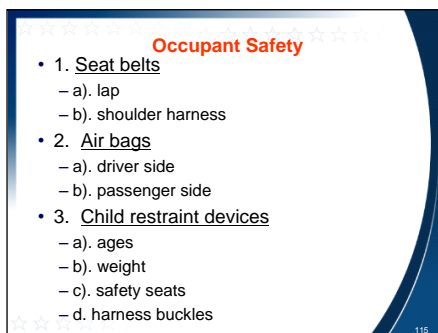 Occupant Safety
• 1. Seat belts
– a). lap
– b). shoulder harness
• 2. Air bags
– a). driver side
– b). passenger side
• 3. Child restraint devices
– a). ages
– b). weight
– c). safety seats
– d. harness buckles
115